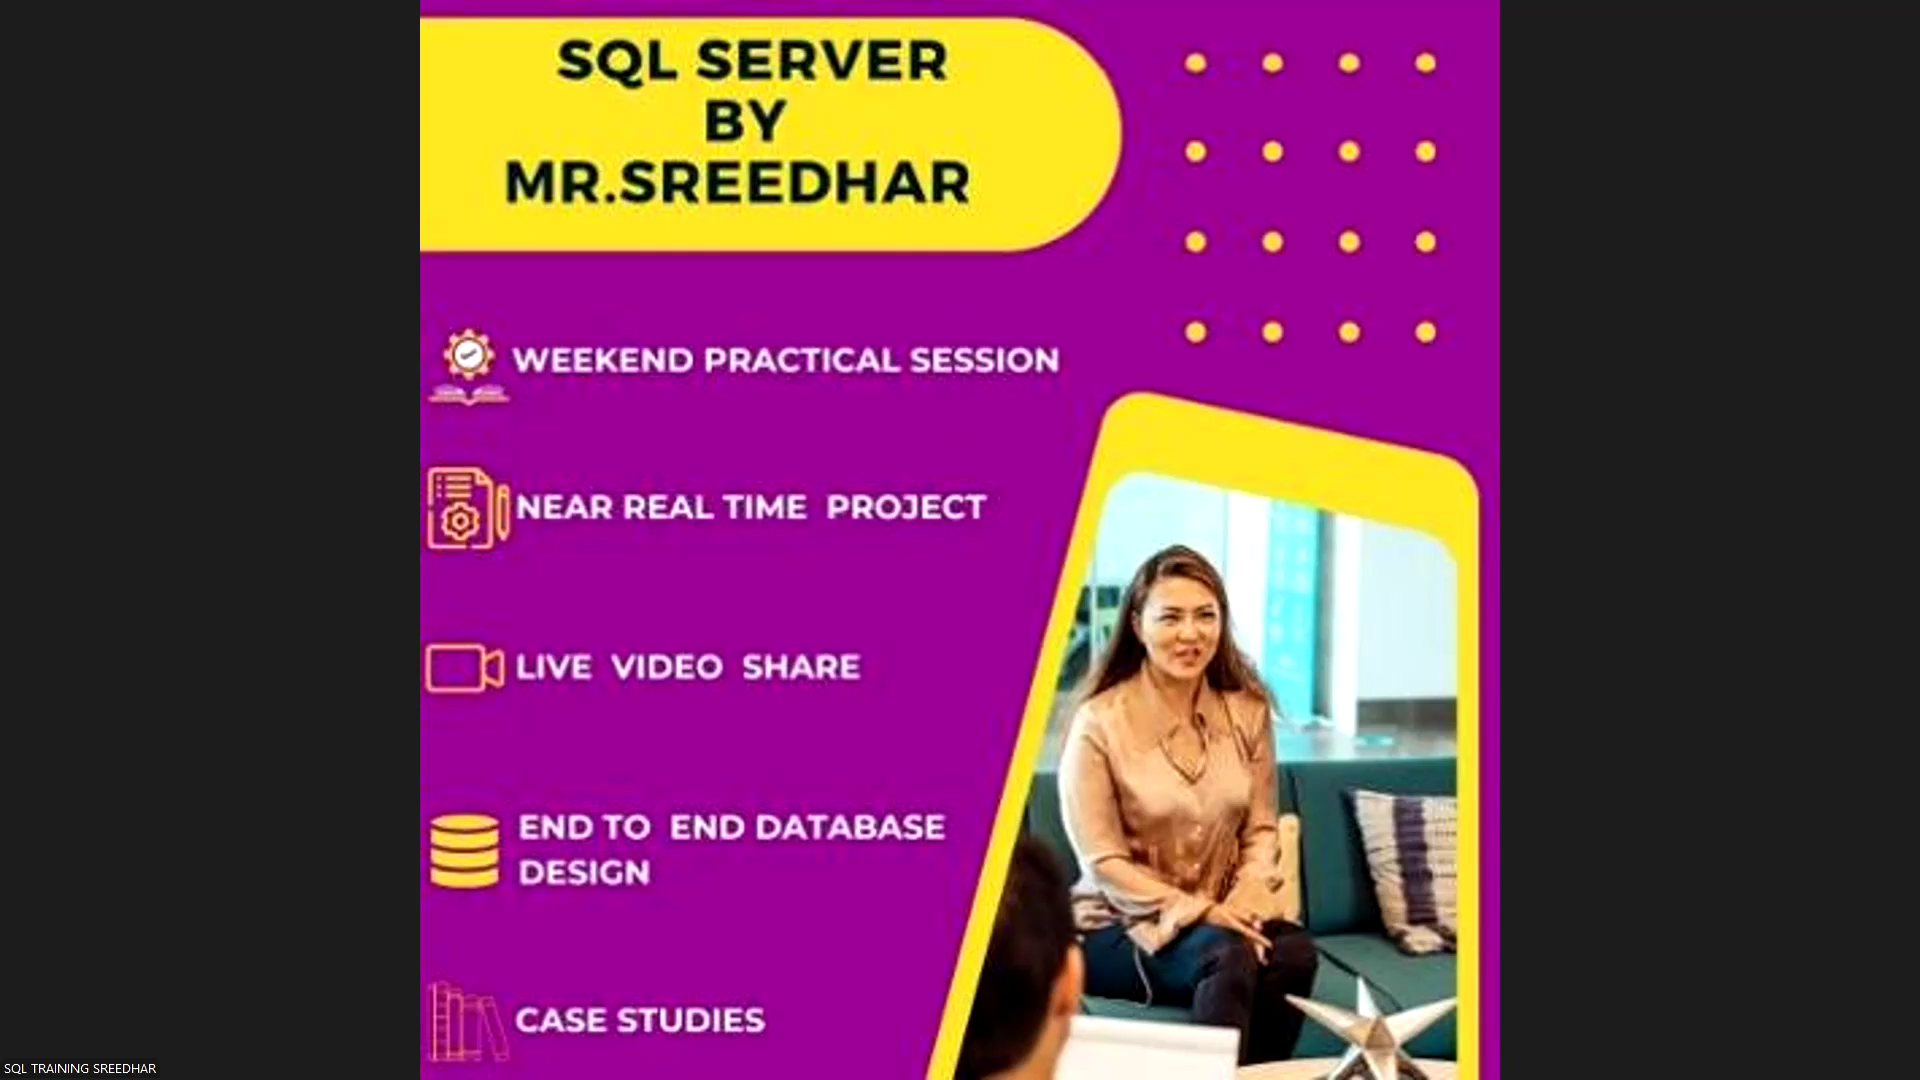 SQL SERVER
BY
MR.SREEDHAR
WEEKEND PRACTICAL SESSION
NEAR REAL TIME PROJECT
LIVE VIDEO SHARE
END TO END DATABASE
DESIGN
CASE STUDIES
SQL TRAINING SREEDHAR